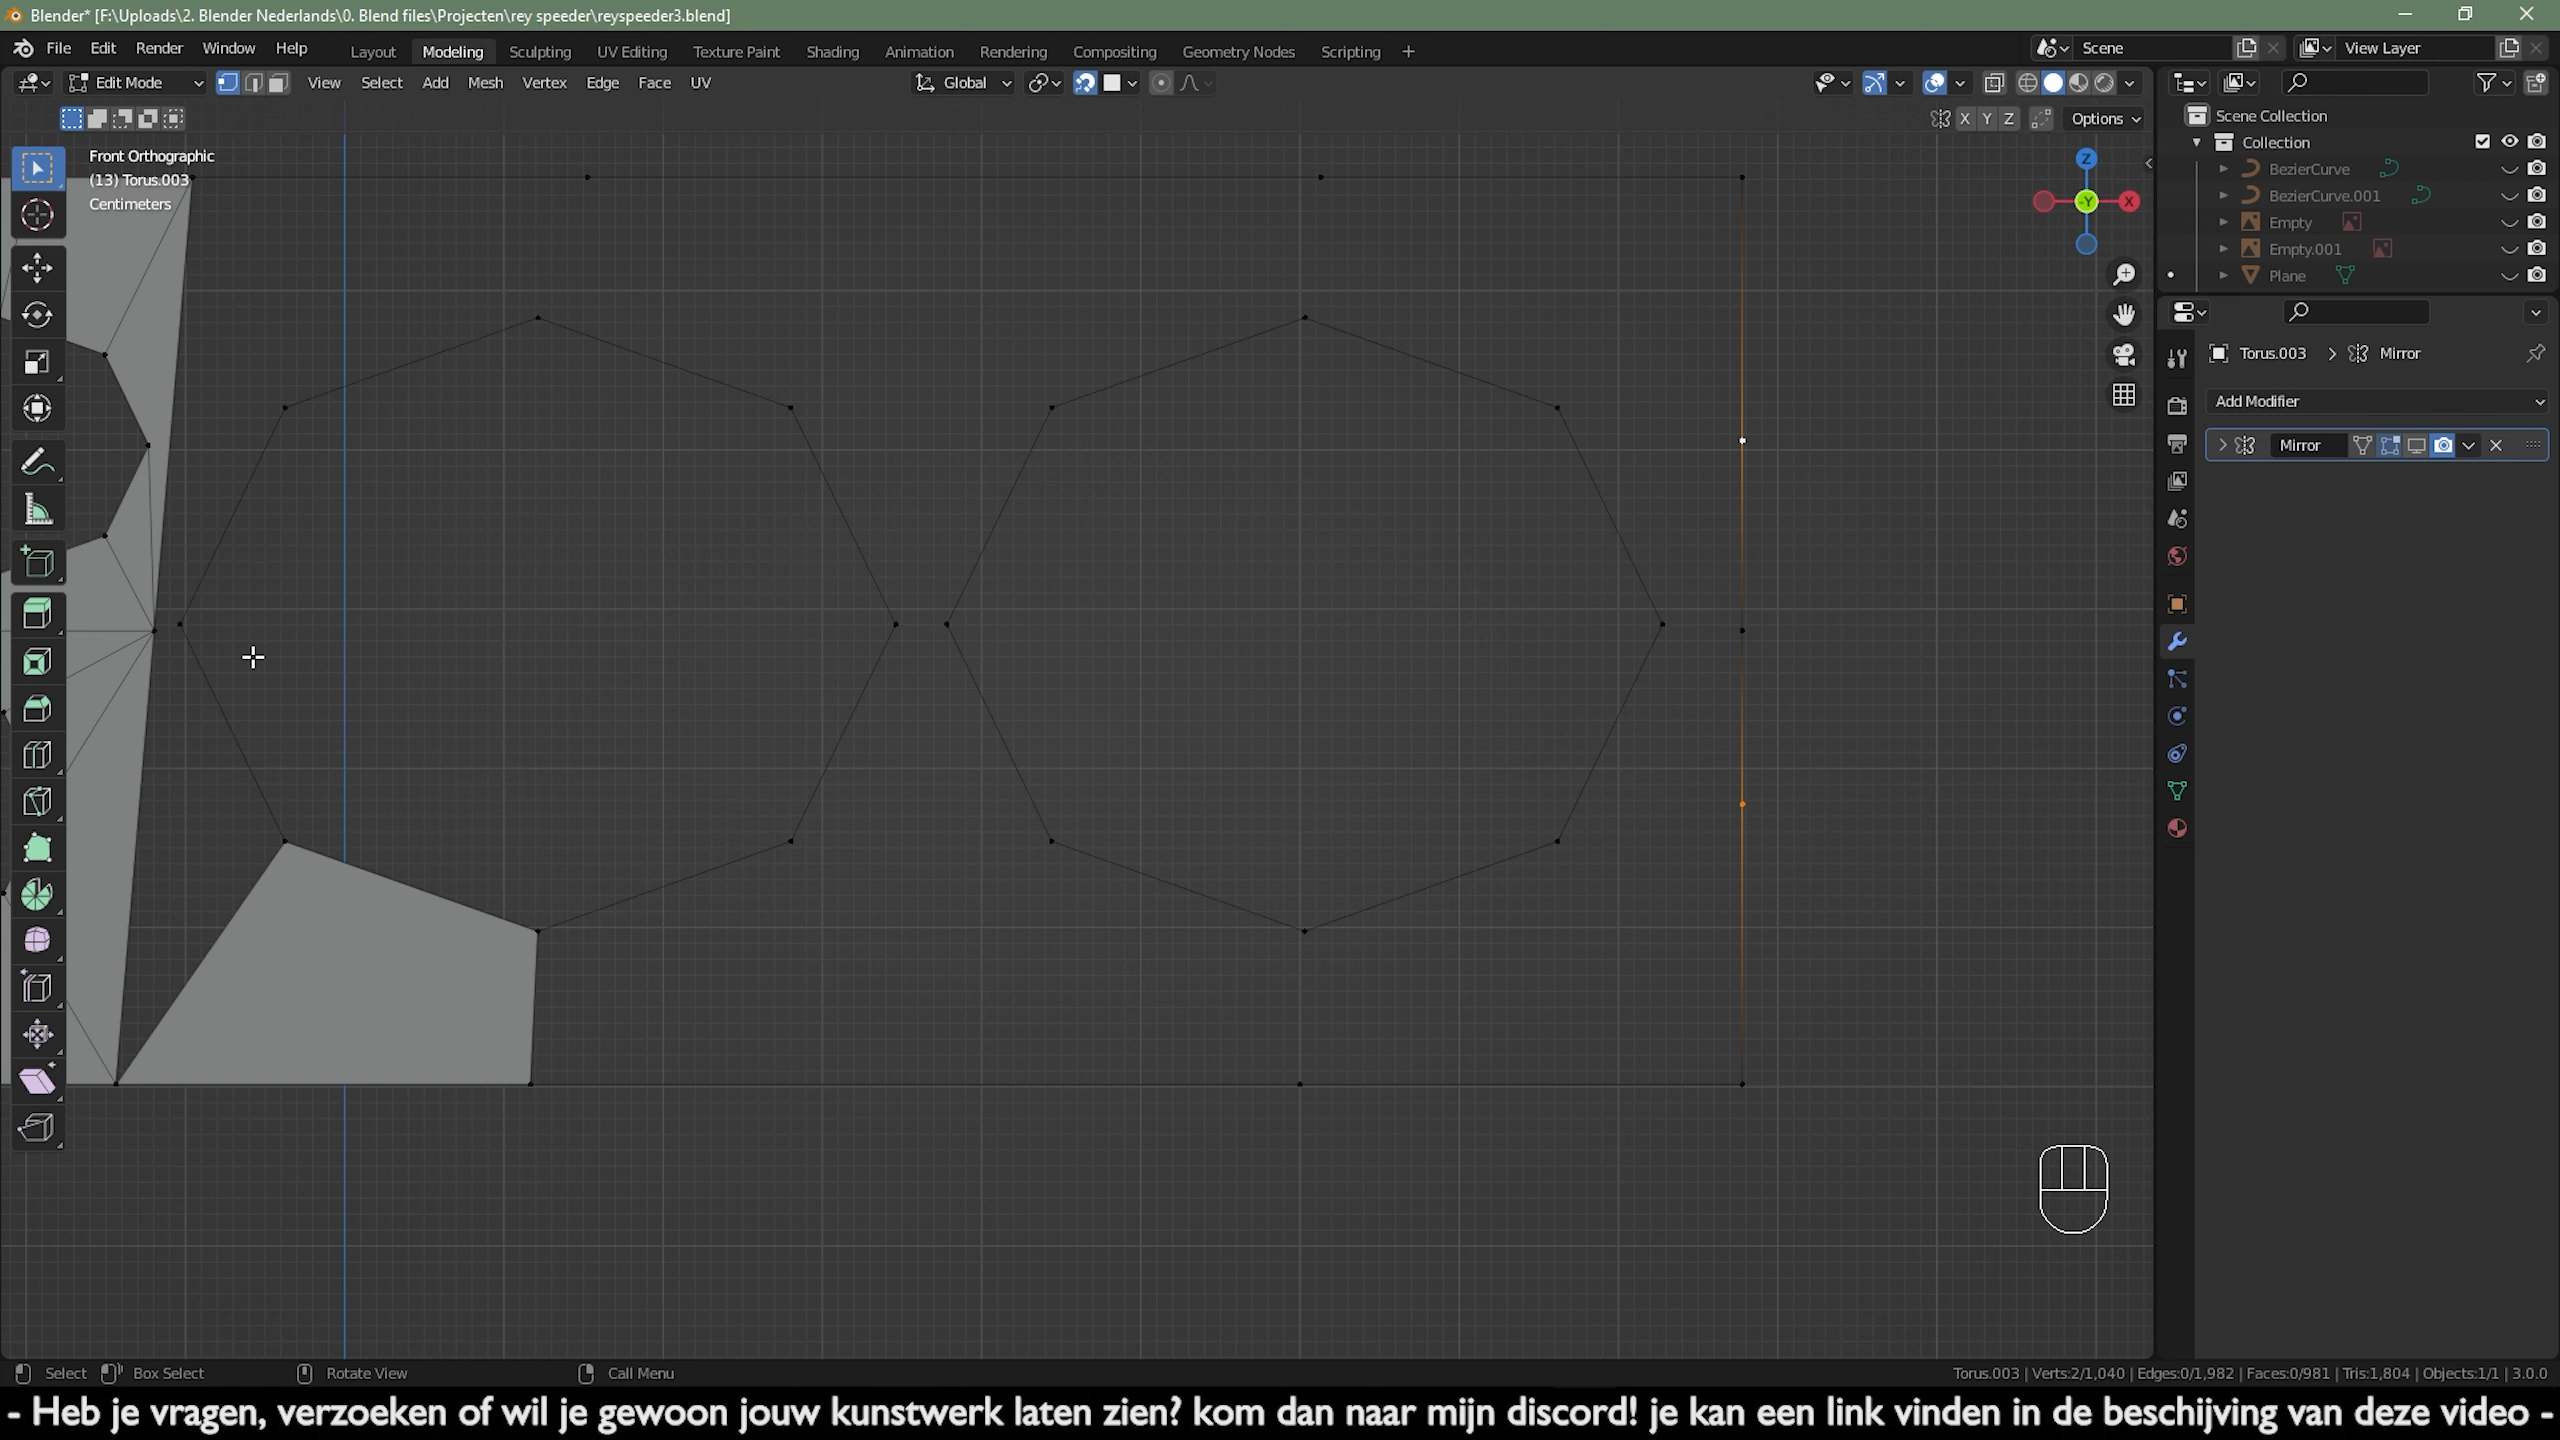 Blender* [F:\Uploads\2. Blender Nederlands\0. Blend files\Projecten\rey speeder\reyspeeder3.blend]
File Edit Render Window Help Layout Modeling Sculpting UV Editing Texture Paint Shading Animation Rendering Compositing Geometry Nodes Scripting + Scene View Layer
Edit Mode View Select Add Mesh Vertex Edge Face UV Global
X Y Z Options
Front Orthographic
(13) Torus.003
Centimeters
Z
-Y
X
Scene Collection
Collection
BezierCurve
BezierCurve.001
Empty
Empty.001
Plane
Torus.003 > Mirror
Add Modifier
Mirror
Select Box Select Rotate View Call Menu Torus.003 | Verts:2/1,040 | Edges:0/1,982 | Faces:0/981 | Tris:1,804 | Objects:1/1 | 3.0.0
- Heb je vragen, verzoeken of wil je gewoon jouw kunstwerk laten zien? kom dan naar mijn discord! je kan een link vinden in de beschijving van deze video -